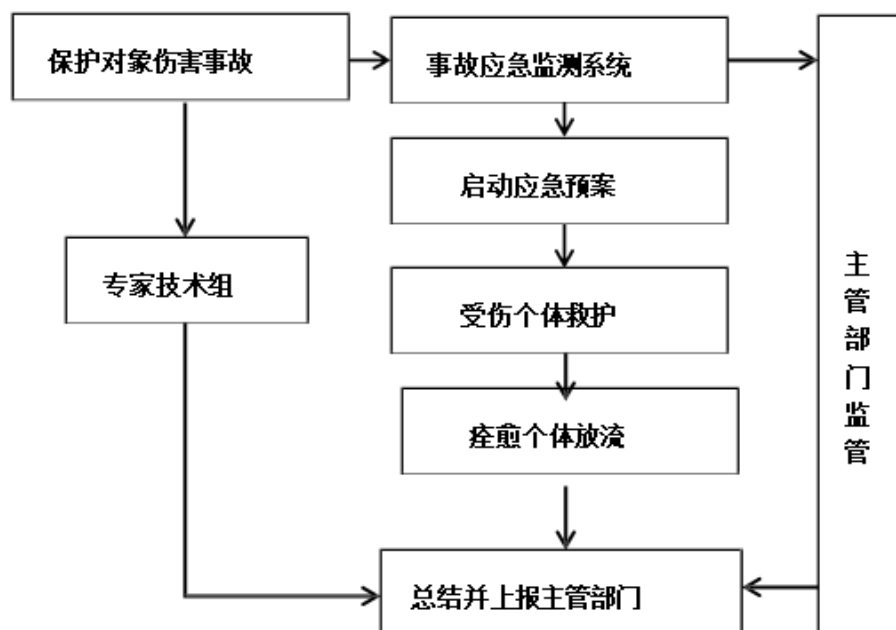 保护对象伤害事故
事故应急监测系统
启动应急预案
专家技术组
受伤个体救护
痊愈个体放流
总结并上报主管部门
主管部门监管